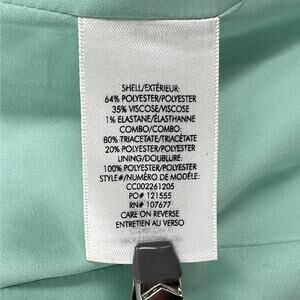 SHELL/EXTÉRIEUR:
64% POLYESTER/POLYESTER
35% VISCOSE/VISCOSE
1% ELASTANE/ÉLASTHANNE
COMBO/COMBO:
80% TRIACETATE/TRIACÉTATE
20% POLYESTER/POLYESTER
LINING/DOUBLURE:
100% POLYESTER/POLYESTER
STYLE#/NUMÉRO DE MODÈLE:
CC002261205
PO# 121555
RN# 107677
CARE ON REVERSE
ENTRETIEN AU VERSO